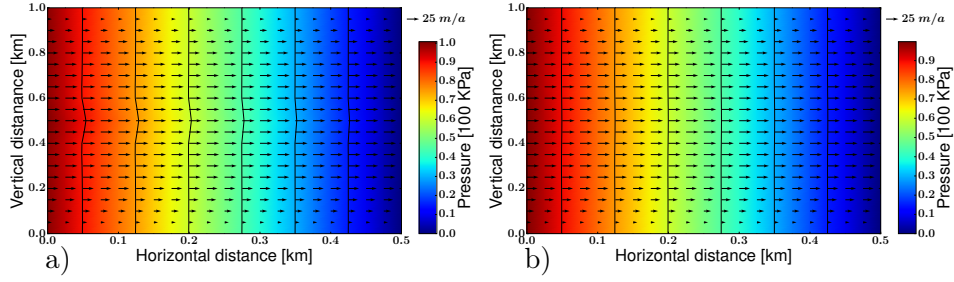 25 m/a
1.0
0.8
0.6
0.4
0.2
0.0
Vertical distanance [km]
0.0 0.1 0.2 0.3 0.4 0.5
Horizontal distance [km]
1.0
0.9
0.8
0.7
0.6
0.5
0.4
0.3
0.2
0.1
0.0
Pressure [100 KPa]
a)
25 m/a
1.0
0.8
0.6
0.4
0.2
0.0
Vertical distance [km]
0.0 0.1 0.2 0.3 0.4 0.5
Horizontal distance [km]
0.9
0.8
0.7
0.6
0.5
0.4
0.3
0.2
0.1
0.0
Pressure [100 KPa]
b)